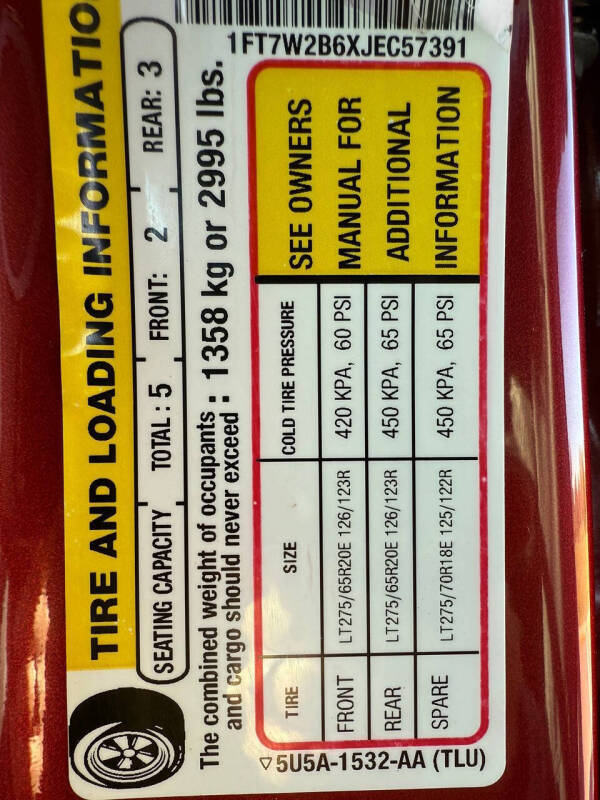 1FT7W2B6XJEC57391
TIRE AND LOADING INFORMATIO
SEATING CAPACITY TOTAL : 5 FRONT: 2 REAR: 3
The combined weight of occupants
and cargo should never exceed : 1358 kg or 2995 lbs.
TIRE SIZE COLD TIRE PRESSURE
FRONT LT275/65R20E 126/123R 420 KPA, 60 PSI
REAR LT275/65R20E 126/123R 450 KPA, 65 PSI
SPARE LT275/70R18E 125/122R 450 KPA, 65 PSI
SEE OWNERS
MANUAL FOR
ADDITIONAL
INFORMATION
▽5U5A-1532-AA (TLU)